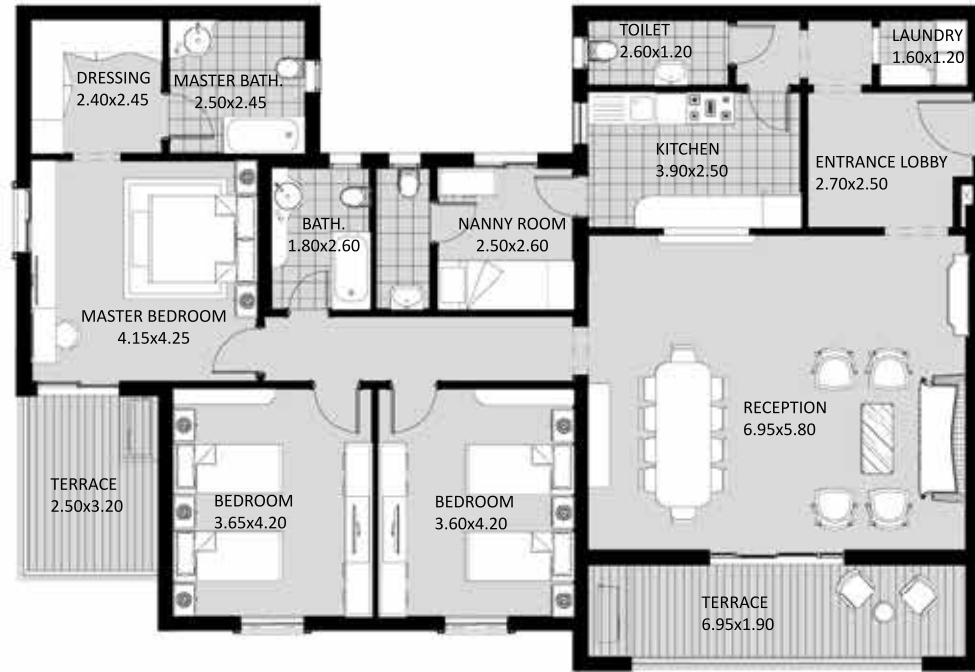 TOILET
2.60x1.20
LAUNDRY
1.60x1.20
DRESSING
2.40x2.45
MASTER BATH.
2.50x2.45
KITCHEN
3.90x2.50
ENTRANCE LOBBY
2.70x2.50
BATH.
1.80x2.60
NANNY ROOM
2.50x2.60
MASTER BEDROOM
4.15x4.25
RECEPTION
6.95x5.80
TERRACE
2.50x3.20
BEDROOM
3.65x4.20
BEDROOM
3.60x4.20
TERRACE
6.95x1.90